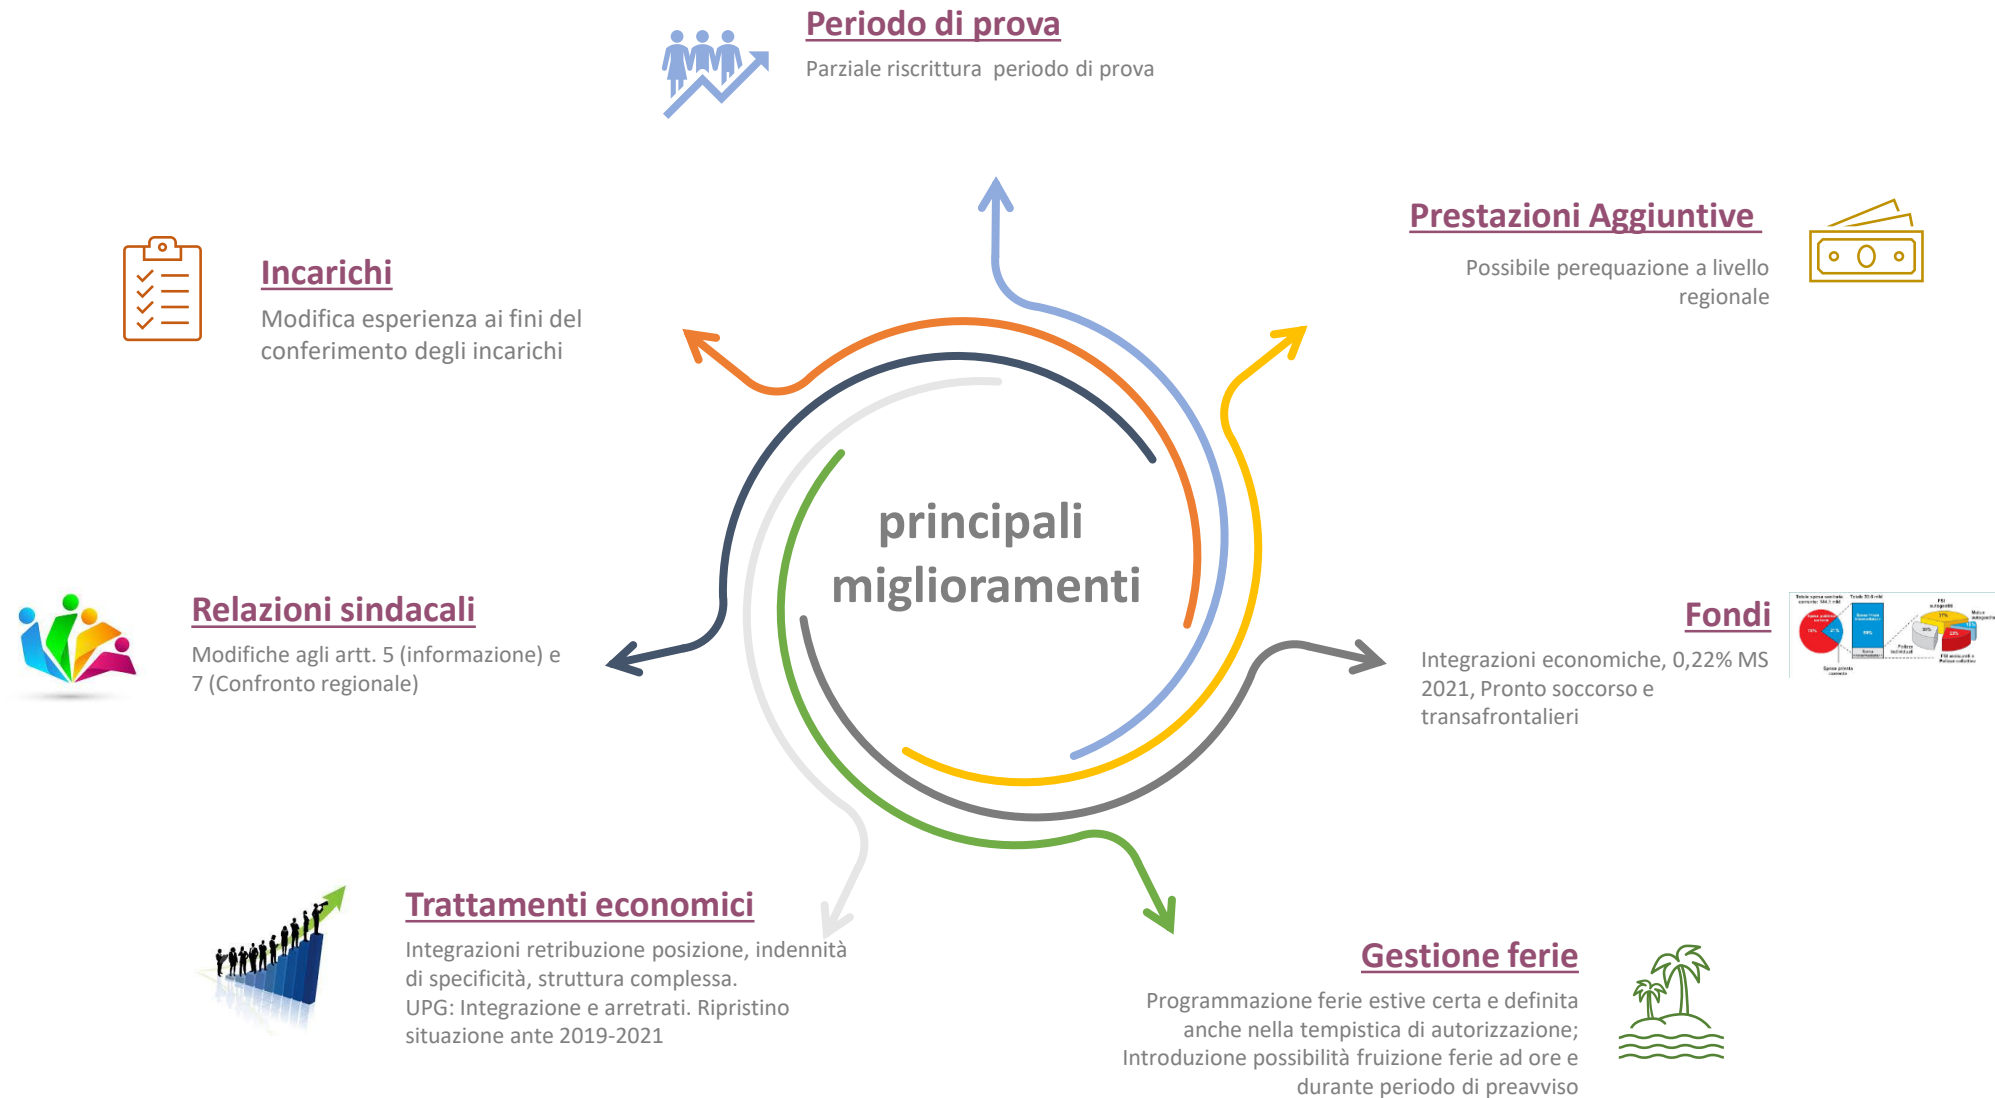 Periodo di prova
Parziale riscrittura periodo di prova
Prestazioni Aggiuntive
Possibile perequazione a livello
regionale
Incarichi
Modifica esperienza ai fini del
conferimento degli incarichi
principali
miglioramenti
Relazioni sindacali
Modifiche agli artt. 5 (informazione) e
7 (Confronto regionale)
Fondi
Integrazioni economiche, 0,22% MS
2021, Pronto soccorso e
transafrontalieri
Trattamenti economici
Integrazioni retribuzione posizione, indennità
di specificità, struttura complessa.
UPG: Integrazione e arretrati. Ripristino
situazione ante 2019-2021
Gestione ferie
Programmazione ferie estive certa e definita
anche nella tempistica di autorizzazione;
Introduzione possibilità fruizione ferie ad ore e
durante periodo di preavviso